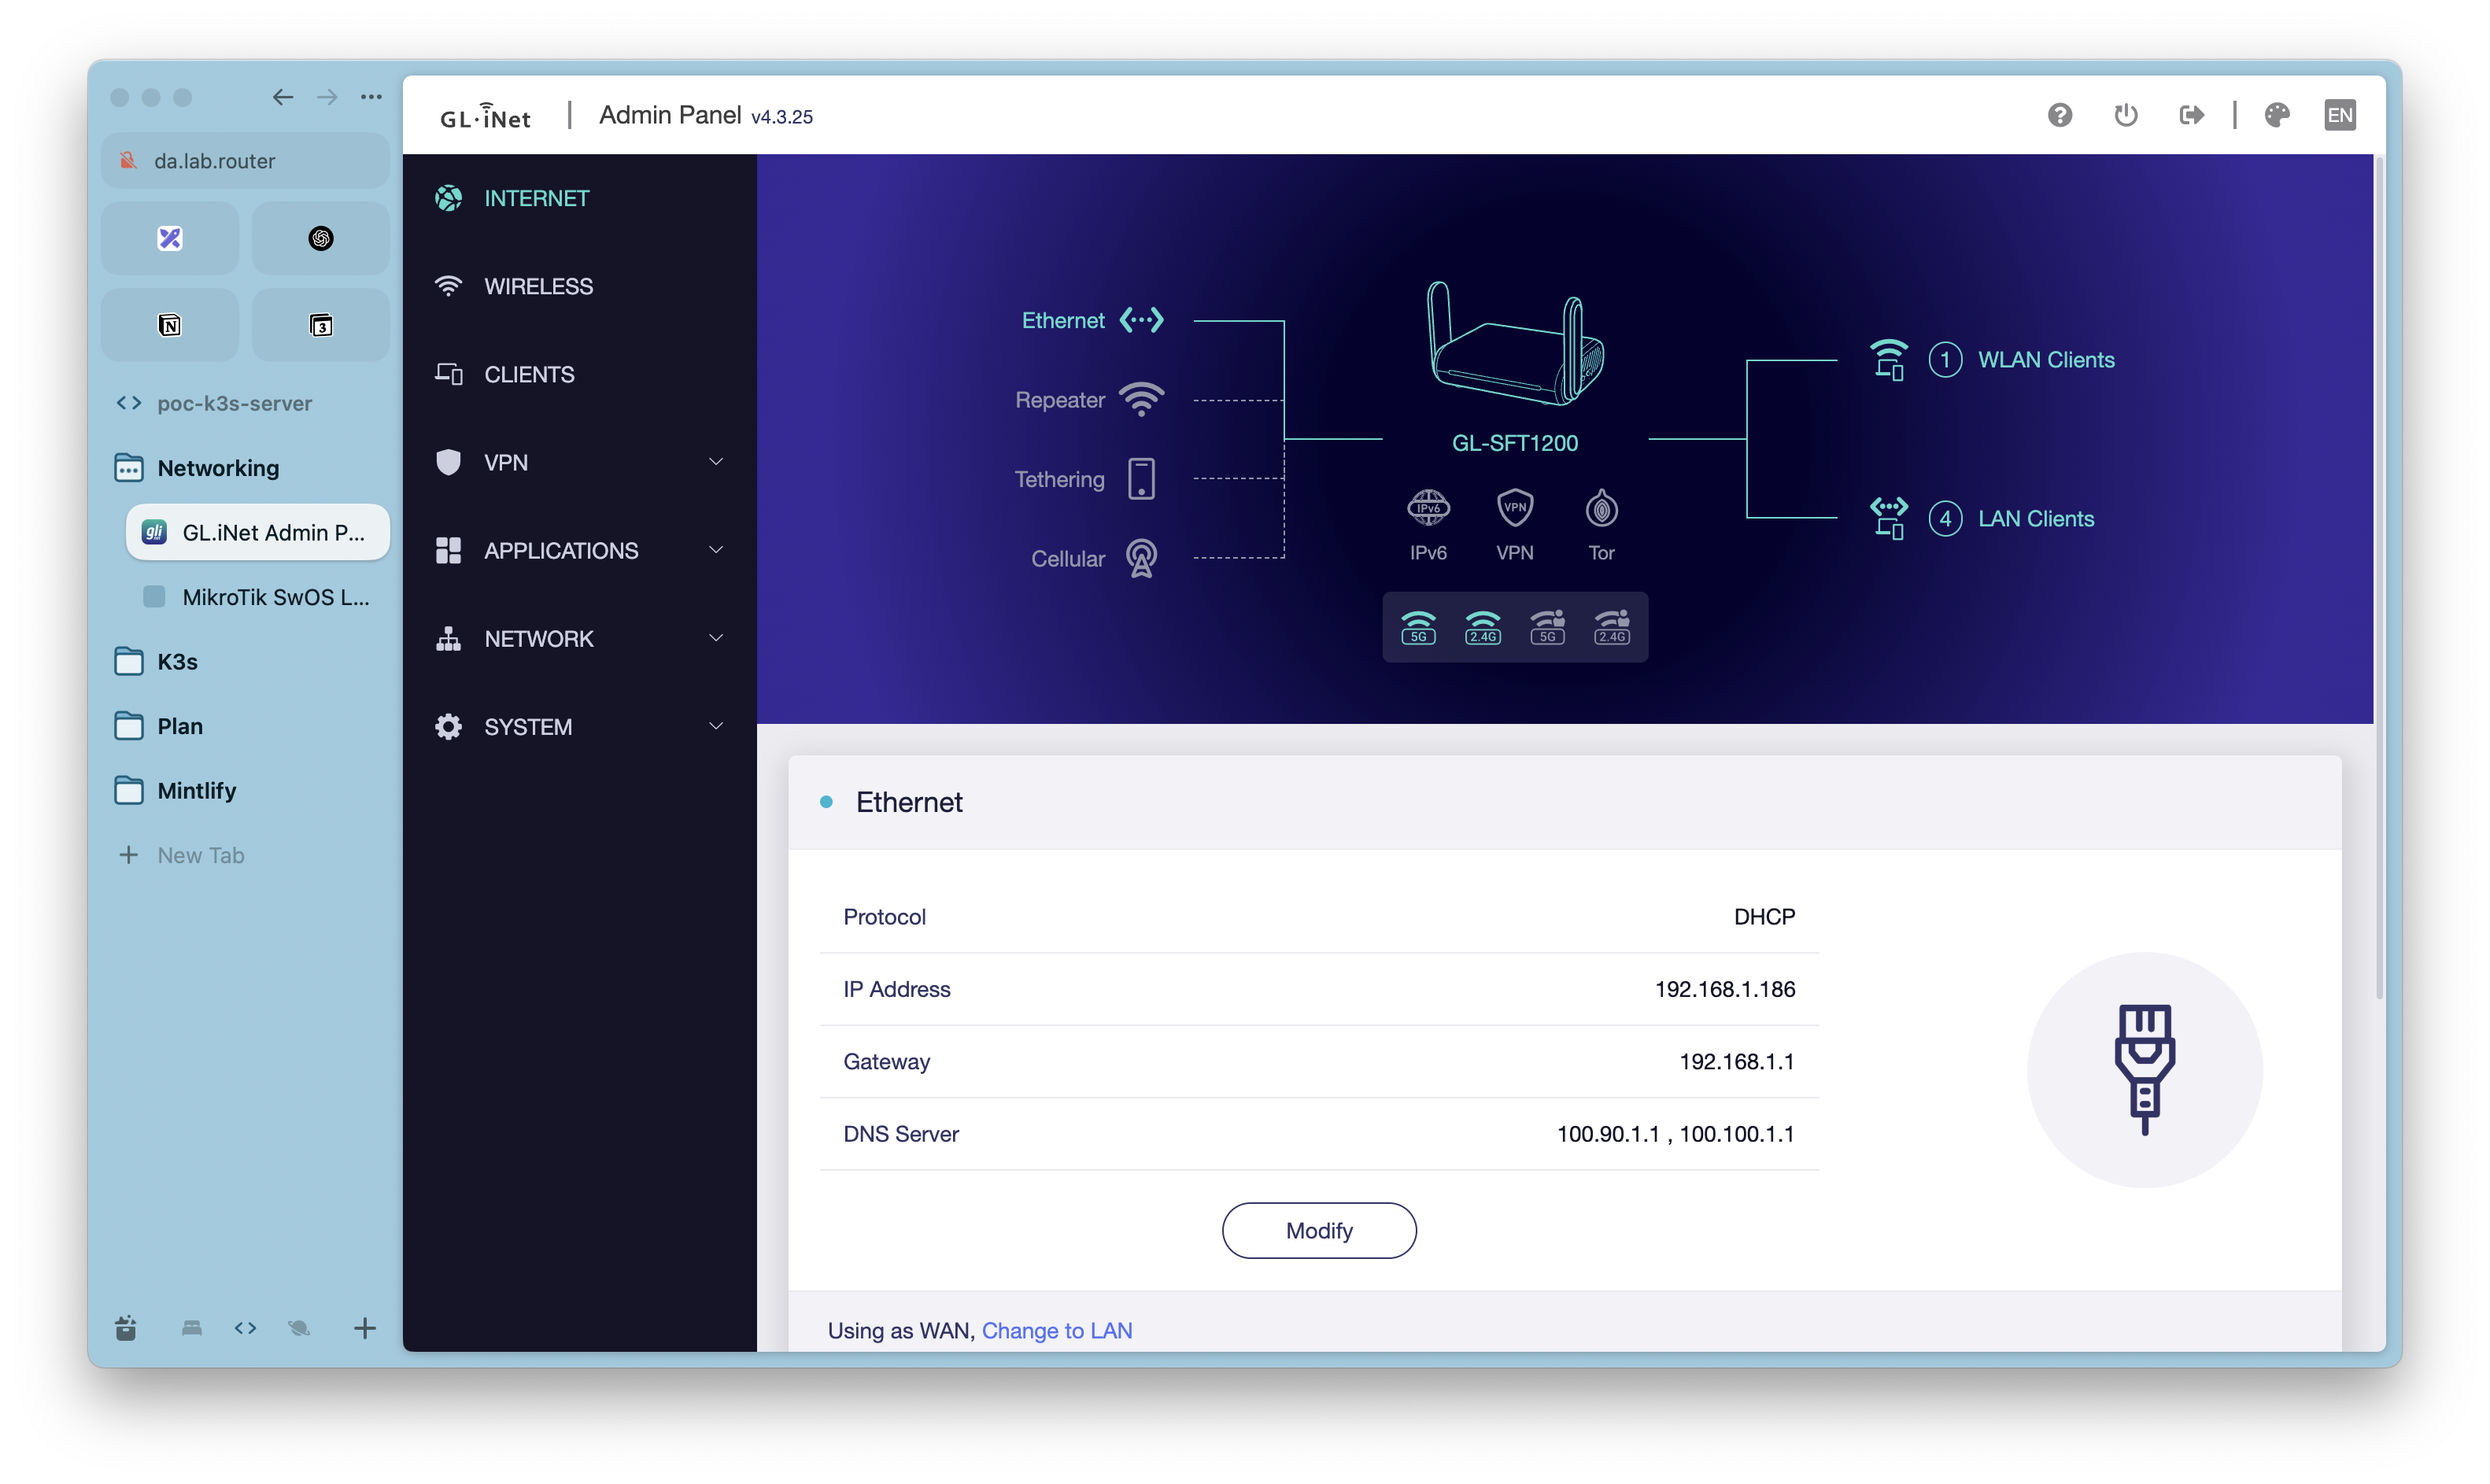 da.lab.router
N
3
poc-k3s-server
Networking
gli
GL.iNet Admin P...
MikroTik SwOS L...
K3s
Plan
Mintlify
New Tab
GL·iNet | Admin Panel v4.3.25
EN
INTERNET
WIRELESS
CLIENTS
VPN
APPLICATIONS
NETWORK
SYSTEM
Ethernet
Repeater
Tethering
Cellular
GL-SFT1200
IPv6
VPN
IPv6 VPN Tor
5G 2.4G 5G 2.4G
1 WLAN Clients
4 LAN Clients
Ethernet
Protocol DHCP
IP Address 192.168.1.186
Gateway 192.168.1.1
DNS Server 100.90.1.1 , 100.100.1.1
Modify
Using as WAN, Change to LAN